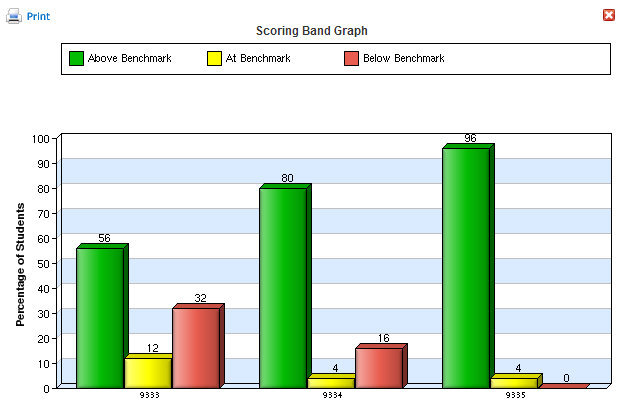 Print
Scoring Band Graph
Above Benchmark At Benchmark Below Benchmark
Percentage of Students
100
90
80
70
60
50
40
30
20
10
0
56 12 32
80 4 16
96 4 0
9333 9334 9335